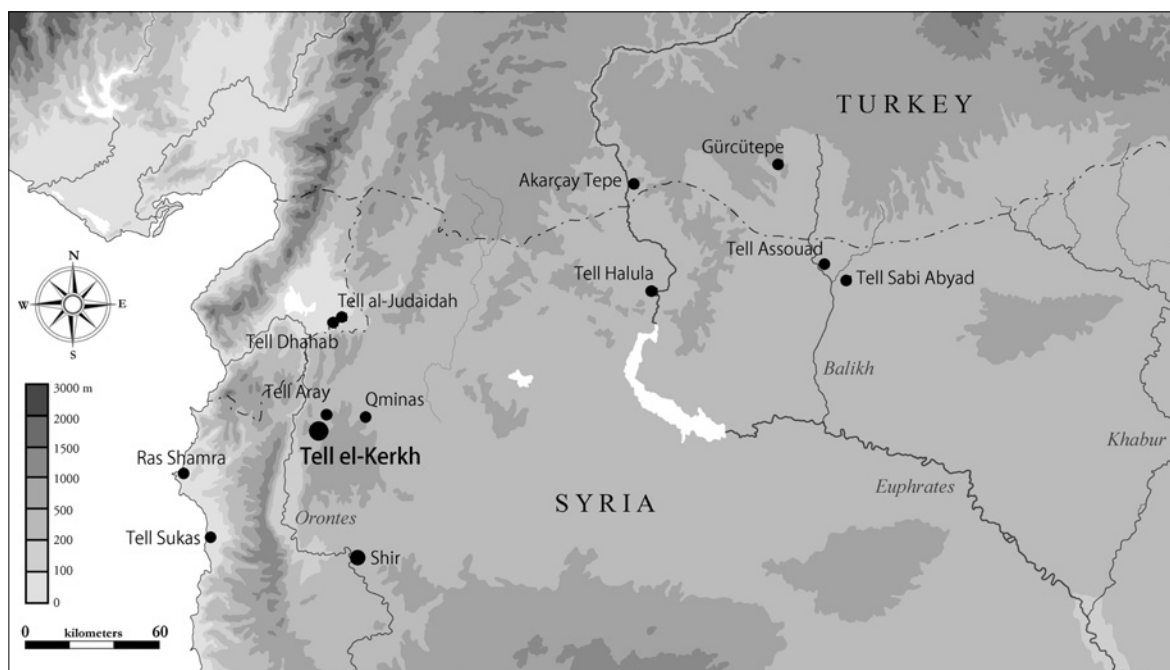 TURKEY
Gürcütepe
Akarçay Tepe
Tell Assouad
Tell Halula
Tell Sabi Abyad
N
W E
S
Tell al-Judaidah
Tell Dhahab
Balikh
3000 m
2000
1500
1000
500
200
100
0
Tell Aray
Qminas
Tell el-Kerkh
Khabur
Ras Shamra
Euphrates
SYRIA
Orontes
Tell Sukas
Shir
0 kilometers 60